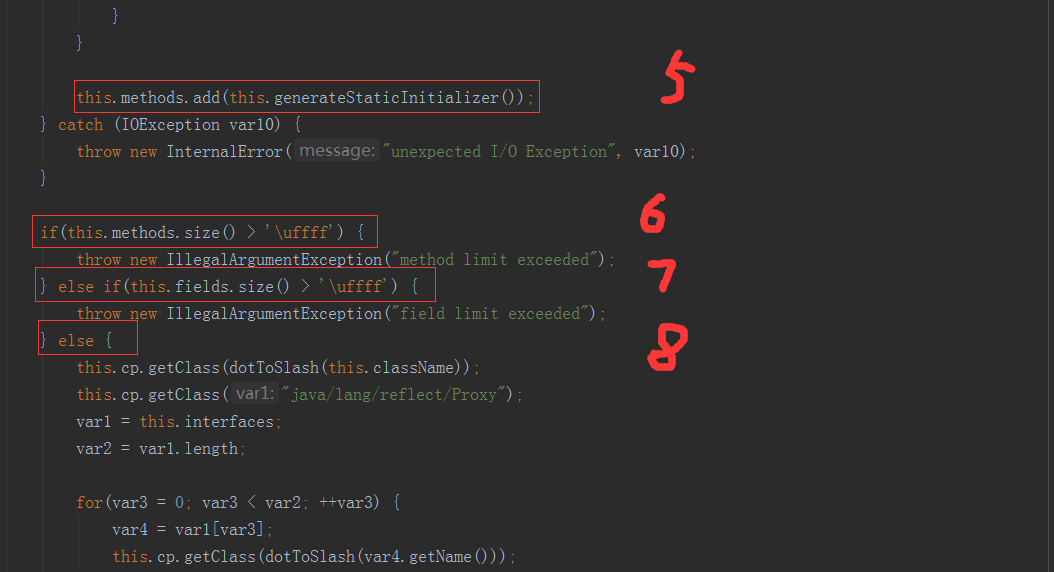 }
}
this.methods.add(this.generateStaticInitializer());
5
} catch (IOException var10) {
throw new InternalError( message: "unexpected I/O Exception", var10);
}
6
if(this.methods.size() > '\uffff') {
throw new IllegalArgumentException("method limit exceeded");
7
} else if(this.fields.size() > '\uffff') {
throw new IllegalArgumentException("field limit exceeded");
8
} else {
this.cp.getClass(dotToSlash(this.className));
this.cp.getClass( var1: "java/lang/reflect/Proxy");
var1 = this.interfaces;
var2 = var1.length;
for(var3 = 0; var3 < var2; ++var3) {
var4 = var1[var3];
this.cp.getClass(dotToSlash(var4.getName()));